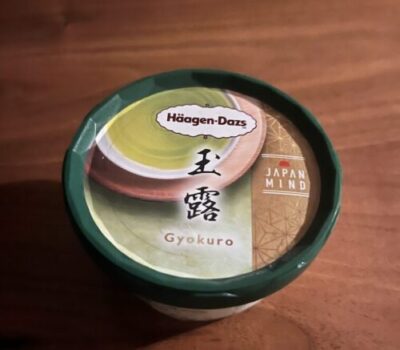 Häagen-Dazs
玉
露
Gyokuro
JAPAN
MIND